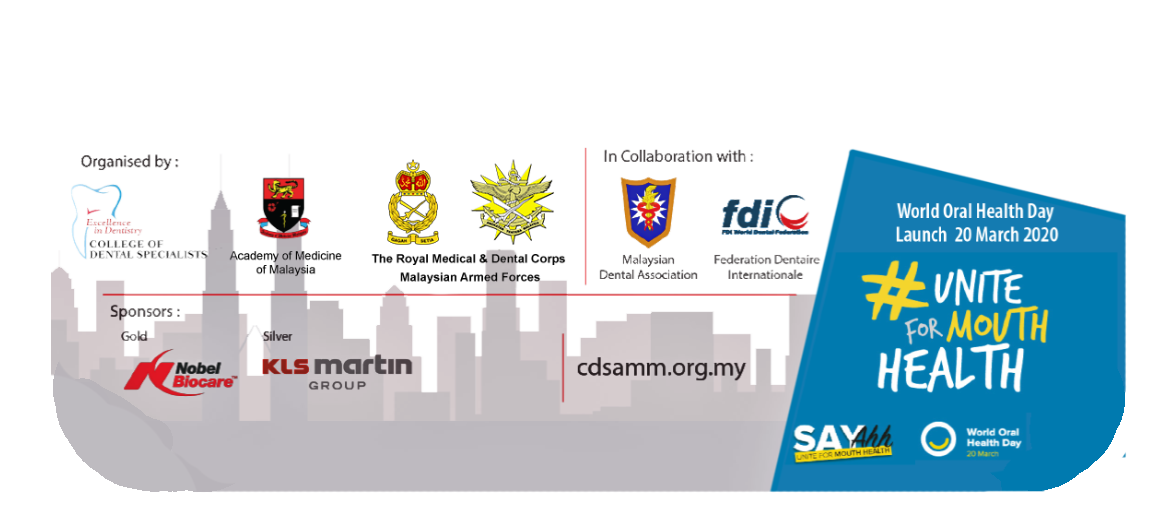 Organised by :
Excellence
in Dentistry
COLLEGE OF
DENTAL SPECIALISTS
Academy of Medicine
of Malaysia
GAGAH SETIA
The Royal Medical & Dental Corps
Malaysian Armed Forces
In Collaboration with :
Malaysian
Dental Association
fdi
FDI World Dental Federation
Federation Dentaire
Internationale
Sponsors :
Gold
Nobel
Biocare™
Silver
KLS martin
GROUP
cdsamm.org.my
World Oral Health Day
Launch 20 March 2020
#UNITE
FOR MOUTH
HEALTH
SAY Ahh
UNITE FOR MOUTH HEALTH
World Oral
Health Day
20 March